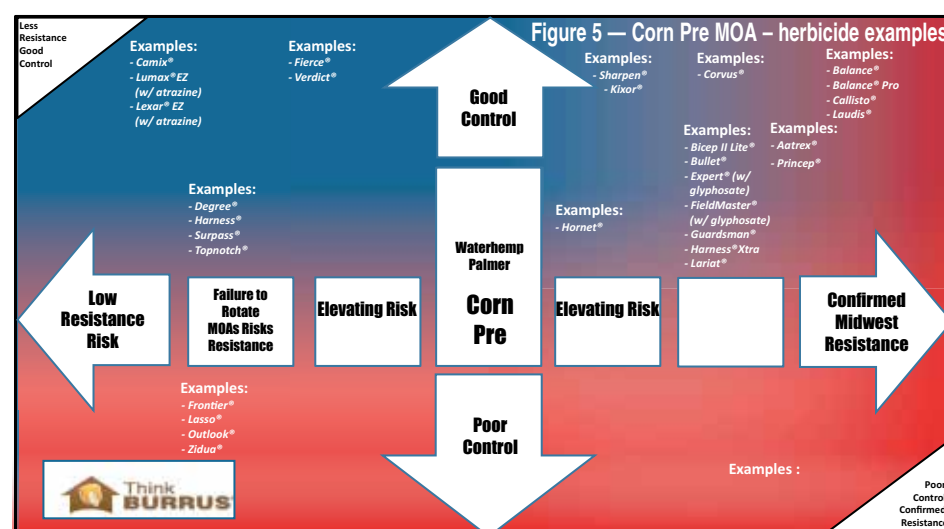 Less
Resistance
Good
Control
Figure 5 — Corn Pre MOA – herbicide examples
Examples:
- Camix®
- Lumax®EZ
(w/ atrazine)
- Lexar® EZ
(w/ atrazine)
Examples:
- Fierce®
- Verdict®
Good
Control
Examples:
- Sharpen®
- Kixor®
Examples:
- Corvus®
Examples:
- Balance®
- Balance® Pro
- Callisto®
- Laudis®
Examples:
- Bicep II Lite®
- Bullet®
- Expert® (w/
glyphosate)
- FieldMaster®
(w/ glyphosate)
- Guardsman®
- Harness®Xtra
- Lariat®
Examples:
- Aatrex®
- Princep®
Examples:
- Degree®
- Harness®
- Surpass®
- Topnotch®
Examples:
- Hornet®
Low
Resistance
Risk
Failure to
Rotate
MOAs Risks
Resistance
Elevating Risk
Waterhemp
Palmer
Corn
Pre
Elevating Risk
Confirmed
Midwest
Resistance
Examples:
- Frontier®
- Lasso®
- Outlook®
- Zidua®
Poor
Control
Examples :
Think
BURRUS®
Poor
Control
Confirmed
Resistance